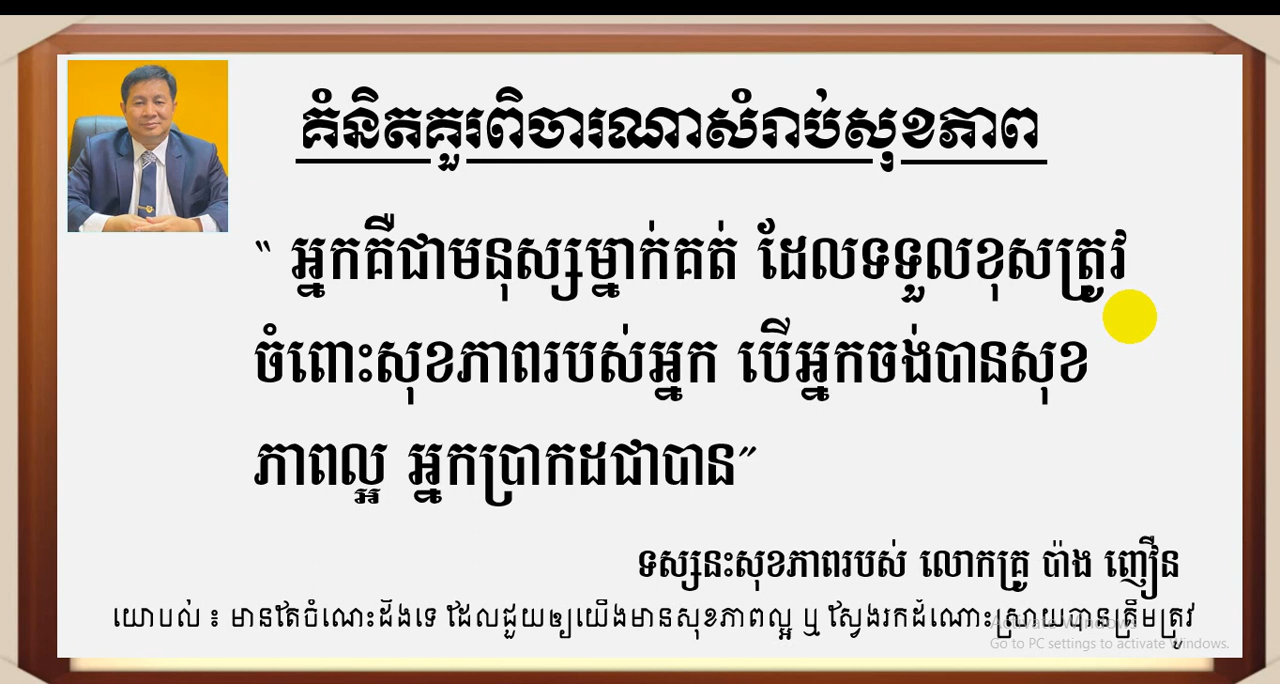 គំនិតគួរពិចារណាសំរាប់សុខភាព
“ អ្នកគឺជាមនុស្សម្នាក់គត់ ដែលទទួលខុសត្រូវ
ចំពោះសុខភាពរបស់អ្នក បើអ្នកចង់បានសុខ
ភាពល្អ អ្នកប្រាកដជាបាន”
ទស្សនះសុខភាពរបស់ លោកគ្រូ ប៉ាង ញឿន
យោបល់ ៖ មានតែចំណេះដឹងទេ ដែលជួយឲ្យយើងមានសុខភាពល្អ ឬ ស្វែងរកដំណោះស្រាយបានត្រឹមត្រូវ
Activate Windows
Go to PC settings to activate Windows.